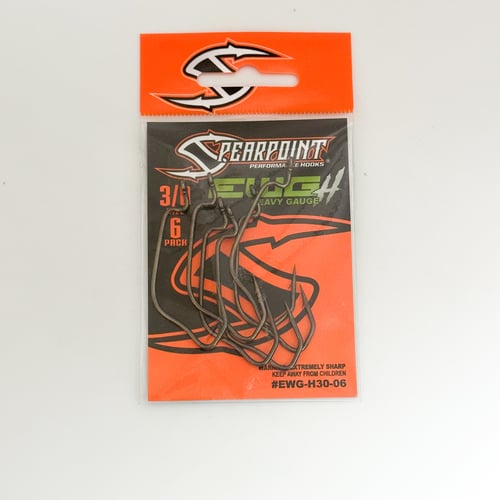 SPEARPOINT
PERFORMANCE HOOKS
EWG H
HEAVY GAUGE
3/0
6
PACK
EXTREMELY SHARP
KEEP AWAY FROM CHILDREN
#EWG-H30-06